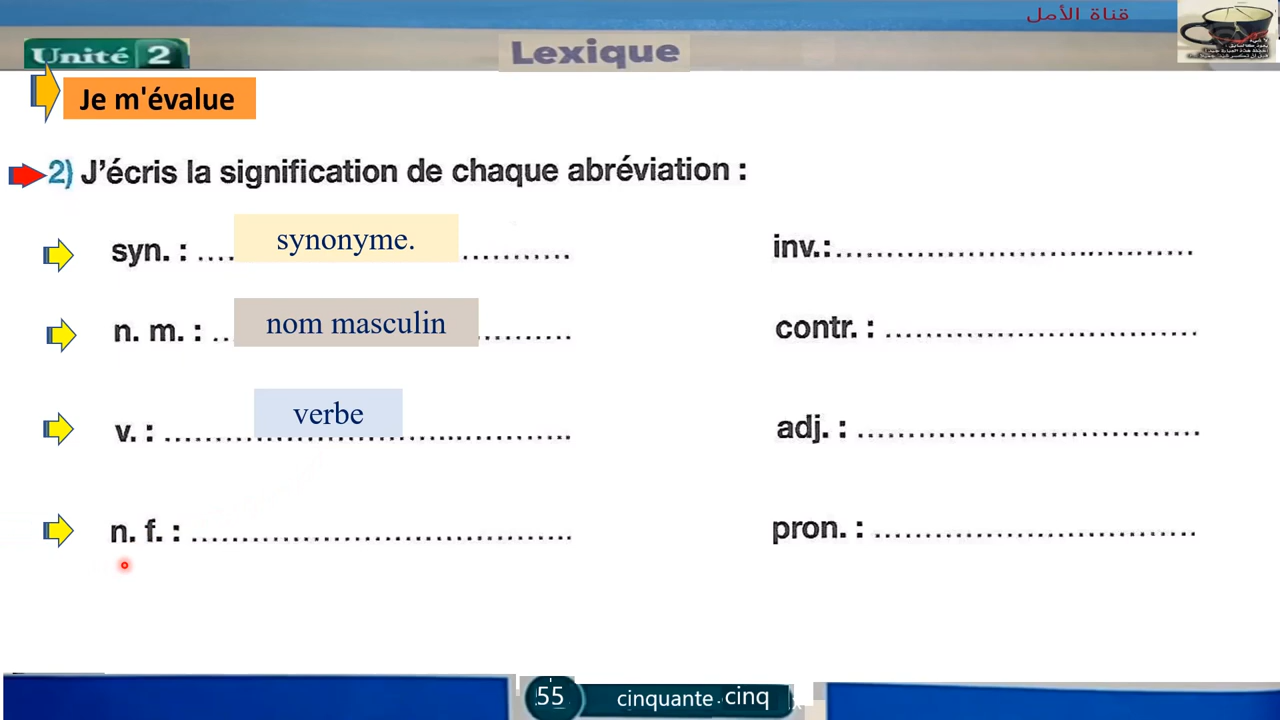 قناة الأمل
Unité 2
Lexique
Je m'évalue
2) J'écris la signification de chaque abréviation :
syn. : .... synonyme. ...........
inv.:...................................
n. m. : .. nom masculin .........
contr. : ...............................
v. : ........................................ verbe
adj. : ..................................
n. f. : ......................................
pron. : ................................
55 cinquante cinq